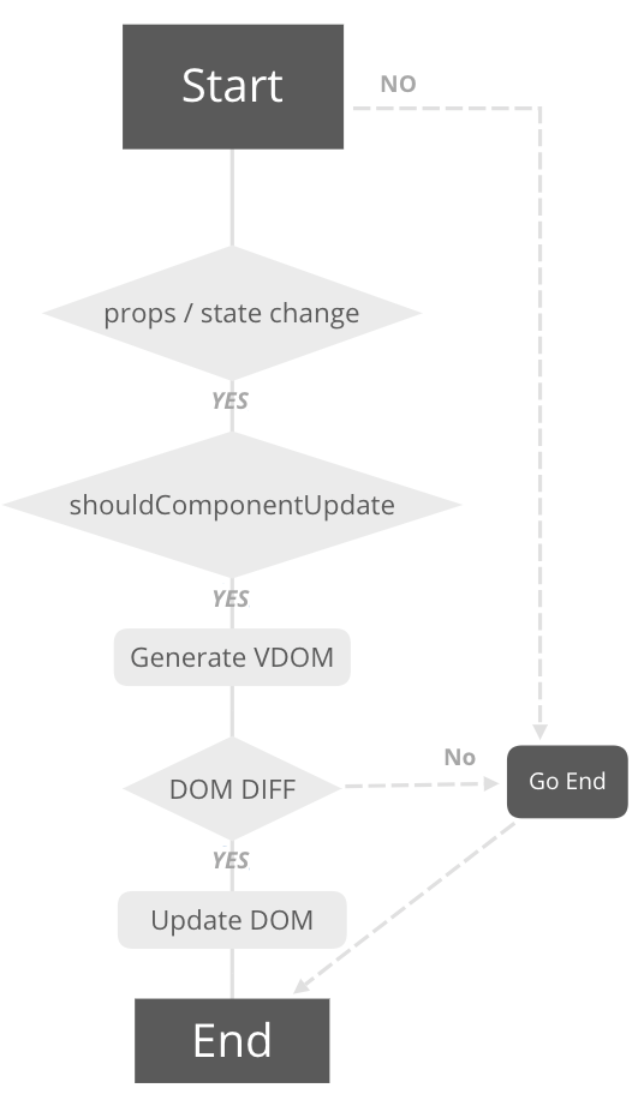 Start
NO
props / state change
YES
shouldComponentUpdate
YES
Generate VDOM
No
DOM DIFF
Go End
YES
Update DOM
End